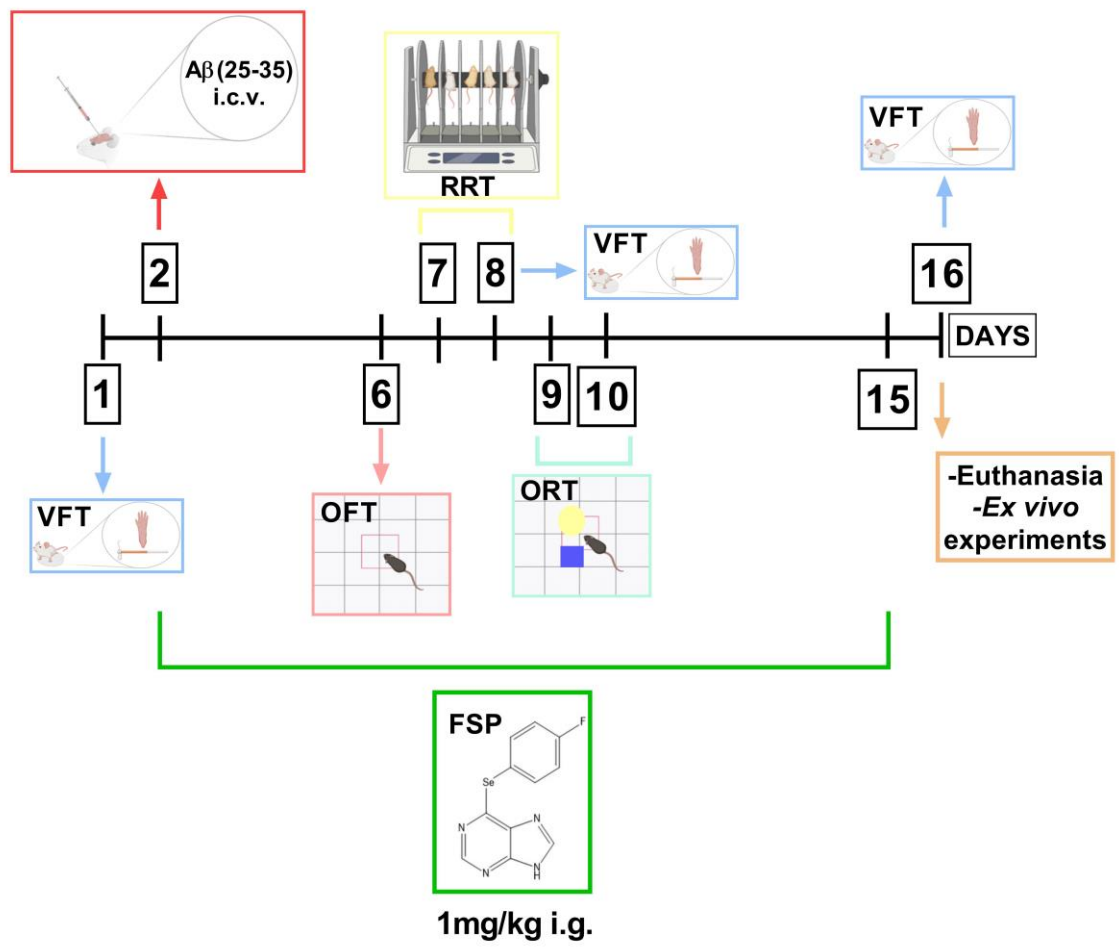 Aβ (25-35)
i.c.v.
RRT
VFT
VFT
2
7
8
16
DAYS
1
6
9
10
15
VFT
OFT
ORT
-Euthanasia
-Ex vivo
experiments
FSP
F
Se
N
N
N
N
H
1mg/kg i.g.